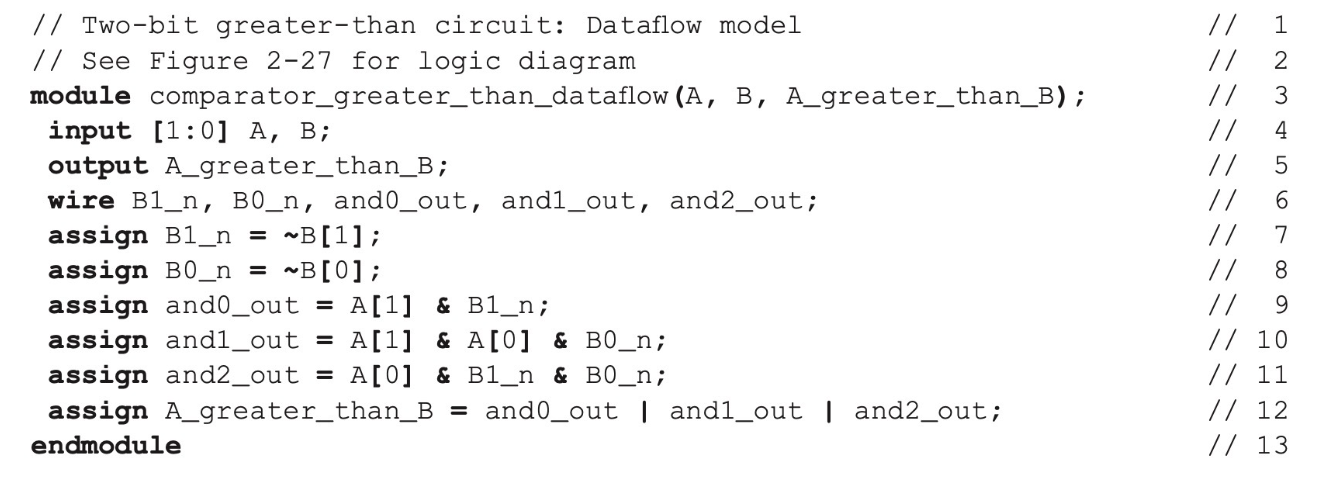 // Two-bit greater-than circuit: Dataflow model // 1
// See Figure 2-27 for logic diagram // 2
module comparator_greater_than_dataflow(A, B, A_greater_than_B); // 3
input [1:0] A, B; // 4
output A_greater_than_B; // 5
wire B1_n, B0_n, and0_out, and1_out, and2_out; // 6
assign B1_n = ~B[1]; // 7
assign B0_n = ~B[0]; // 8
assign and0_out = A[1] & B1_n; // 9
assign and1_out = A[1] & A[0] & B0_n; // 10
assign and2_out = A[0] & B1_n & B0_n; // 11
assign A_greater_than_B = and0_out | and1_out | and2_out; // 12
endmodule // 13